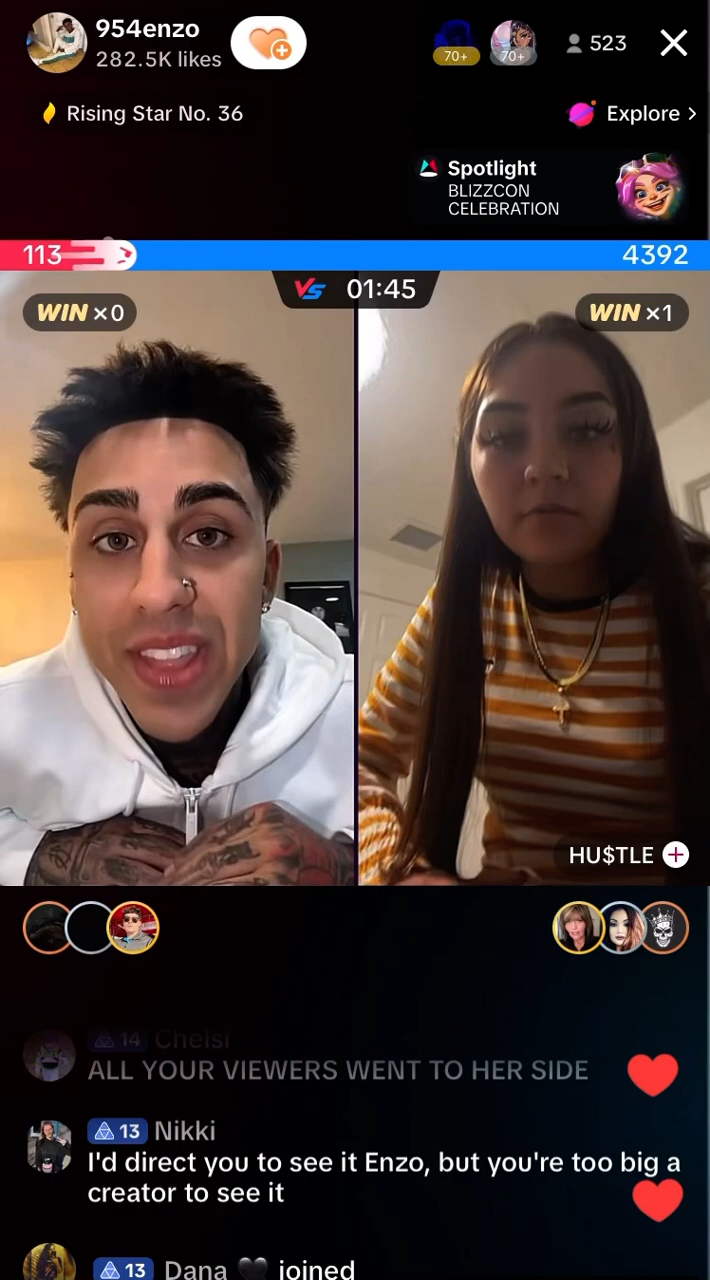 954enzo
282.5K likes
70+
70+
523
Rising Star No. 36
Explore >
Spotlight
BLIZZCON
CELEBRATION
113
4392
VS 01:45
WIN ×0
WIN ×1
HU$TLE
14 Chelsi
ALL YOUR VIEWERS WENT TO HER SIDE
13 Nikki
I'd direct you to see it Enzo, but you're too big a
creator to see it
13 Dana 🖤 joined